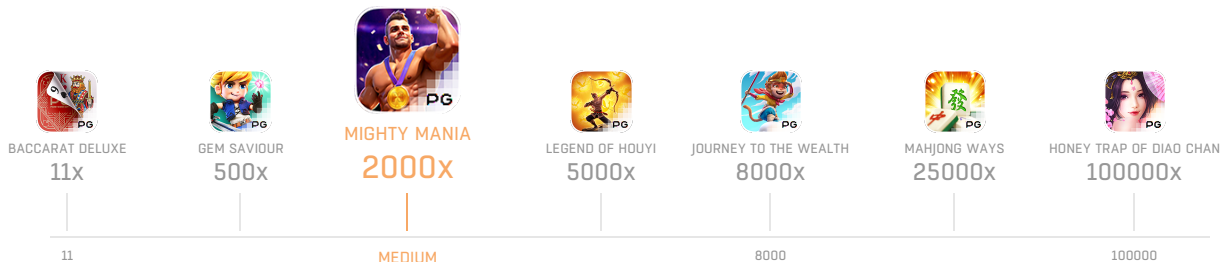 PG
PG
PG
PG
PG
發
PG
PG
BACCARAT DELUXE
11x
GEM SAVIOUR
500x
MIGHTY MANIA
2000x
LEGEND OF HOUYI
5000x
JOURNEY TO THE WEALTH
8000x
MAHJONG WAYS
25000x
HONEY TRAP OF DIAO CHAN
100000x
11
MEDIUM
8000
100000